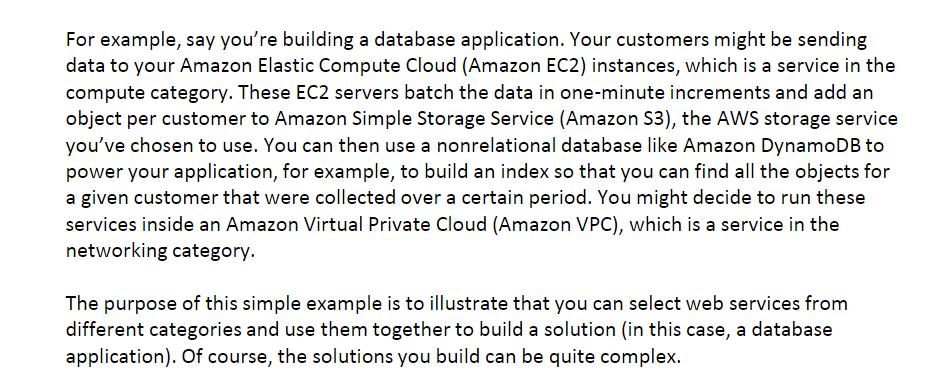 For example, say you’re building a database application. Your customers might be sending
data to your Amazon Elastic Compute Cloud (Amazon EC2) instances, which is a service in the
compute category. These EC2 servers batch the data in one-minute increments and add an
object per customer to Amazon Simple Storage Service (Amazon S3), the AWS storage service
you’ve chosen to use. You can then use a nonrelational database like Amazon DynamoDB to
power your application, for example, to build an index so that you can find all the objects for
a given customer that were collected over a certain period. You might decide to run these
services inside an Amazon Virtual Private Cloud (Amazon VPC), which is a service in the
networking category.
The purpose of this simple example is to illustrate that you can select web services from
different categories and use them together to build a solution (in this case, a database
application). Of course, the solutions you build can be quite complex.